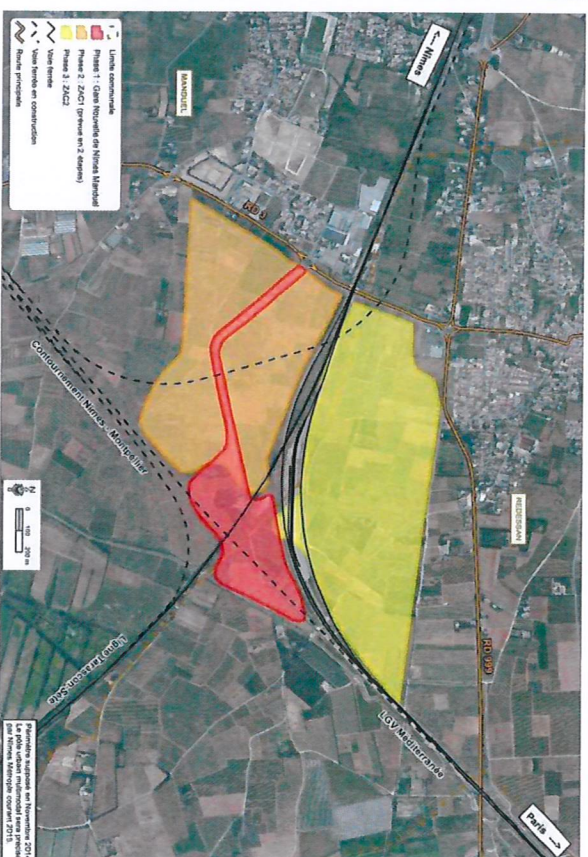 ← Nîmes
MANDUEL
RD 3
REDESSAN
RD 999
Paris →
LGV Méditerranée
Ligne Tarascon-Sète
Contournement Nîmes - Montpellier
Limite communale
Phase 1 : Gare Nouvelle de Nîmes Manduel
Phase 2 : ZAC1 (prévue en 2 étapes)
Phase 3 : ZAC2
Voie ferrée
Voie ferrée en construction
Route principale
N
0 100 200 m
Périmètre supposé en Novembre 201
Le pôle urbain multimodal sera précisé
par Nîmes Métropole courant 2015.